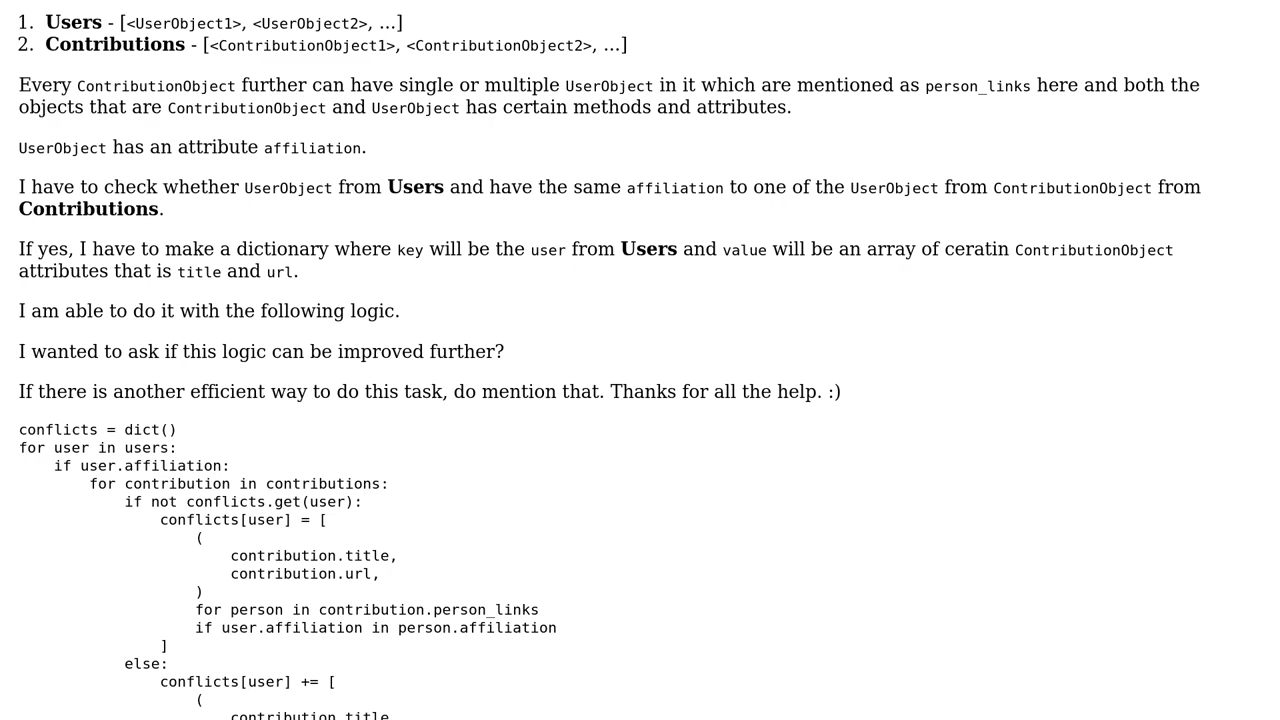 1. Users - [<UserObject1>, <UserObject2>, ...]
2. Contributions - [<ContributionObject1>, <ContributionObject2>, ...]
Every ContributionObject further can have single or multiple UserObject in it which are mentioned as person_links here and both the
objects that are ContributionObject and UserObject has certain methods and attributes.
UserObject has an attribute affiliation.
I have to check whether UserObject from Users and have the same affiliation to one of the UserObject from ContributionObject from
Contributions.
If yes, I have to make a dictionary where key will be the user from Users and value will be an array of ceratin ContributionObject
attributes that is title and url.
I am able to do it with the following logic.
I wanted to ask if this logic can be improved further?
If there is another efficient way to do this task, do mention that. Thanks for all the help. :)
conflicts = dict()
for user in users:
    if user.affiliation:
        for contribution in contributions:
            if not conflicts.get(user):
                conflicts[user] = [
                    (
                        contribution.title,
                        contribution.url,
                    )
                    for person in contribution.person_links
                    if user.affiliation in person.affiliation
                ]
            else:
                conflicts[user] += [
                    (
                        contribution.title